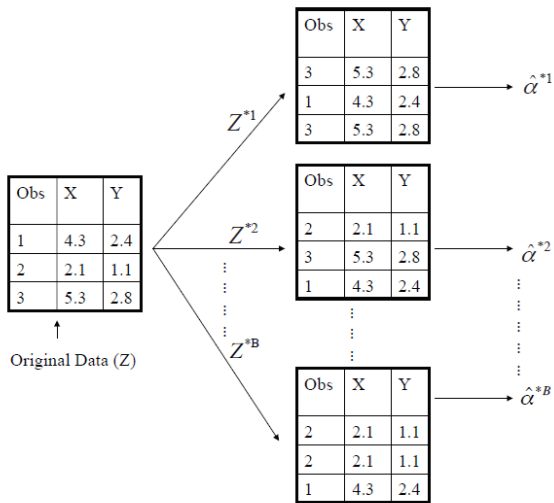 Obs X Y
3 5.3 2.8
1 4.3 2.4
3 5.3 2.8
α̂*1
Z*1
Obs X Y
1 4.3 2.4
2 2.1 1.1
3 5.3 2.8
Original Data (Z)
Z*2
Obs X Y
2 2.1 1.1
3 5.3 2.8
1 4.3 2.4
α̂*2
Z*B
Obs X Y
2 2.1 1.1
2 2.1 1.1
1 4.3 2.4
α̂*B